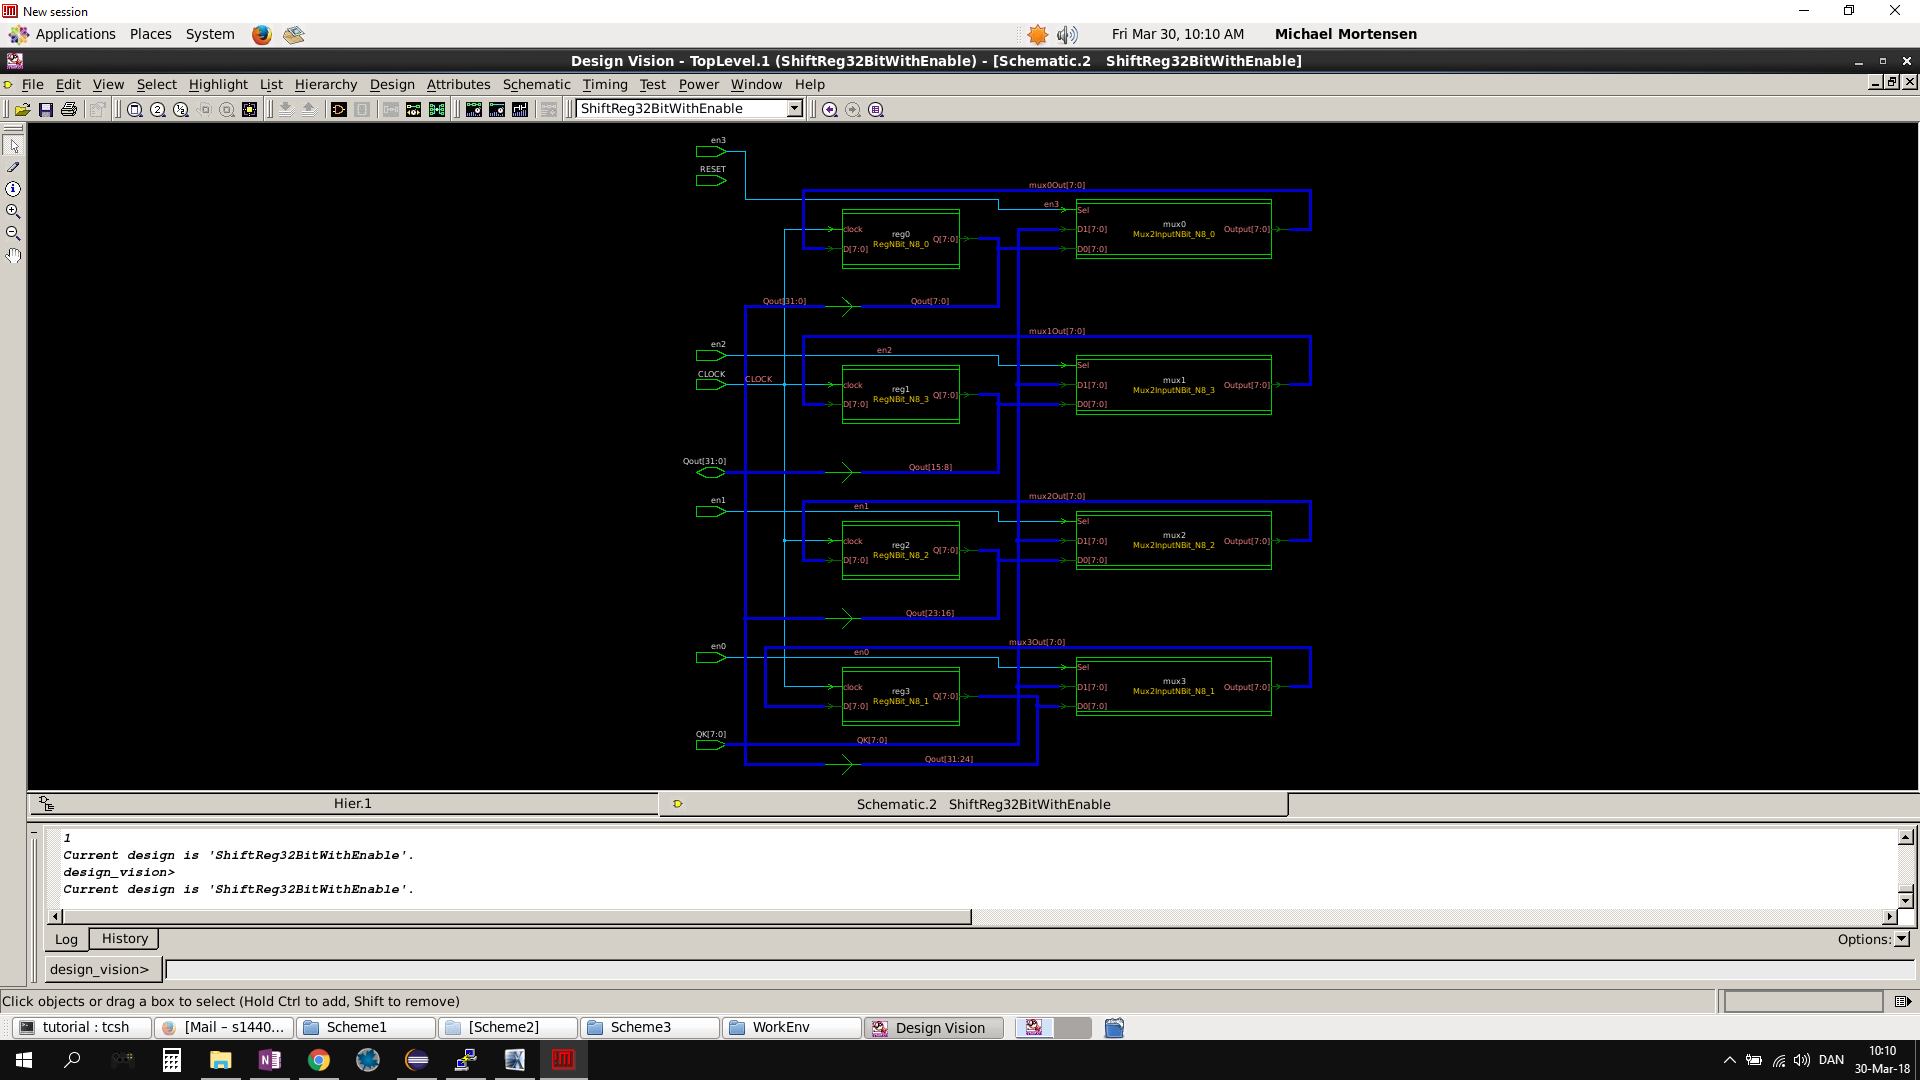 New session
Applications Places System Fri Mar 30, 10:10 AM Michael Mortensen
Design Vision - TopLevel.1 (ShiftReg32BitWithEnable) - [Schematic.2 ShiftReg32BitWithEnable]
File Edit View Select Highlight List Hierarchy Design Attributes Schematic Timing Test Power Window Help
ShiftReg32BitWithEnable
en3
RESET
mux0Out[7:0]
en3 Sel
clock reg0 Q[7:0] D1[7:0] mux0 Output[7:0]
D[7:0] RegNBit_N8_0 D0[7:0] Mux2InputNBit_N8_0
Qout[31:0] Qout[7:0]
mux1Out[7:0]
en2 en2 Sel
CLOCK CLOCK clock reg1 Q[7:0] D1[7:0] mux1 Output[7:0]
D[7:0] RegNBit_N8_3 D0[7:0] Mux2InputNBit_N8_3
Qout[31:0] Qout[15:8]
mux2Out[7:0]
en1 en1 Sel
clock reg2 Q[7:0] D1[7:0] mux2 Output[7:0]
D[7:0] RegNBit_N8_2 D0[7:0] Mux2InputNBit_N8_2
Qout[23:16]
mux3Out[7:0]
en0 en0 Sel
clock reg3 Q[7:0] D1[7:0] mux3 Output[7:0]
D[7:0] RegNBit_N8_1 D0[7:0] Mux2InputNBit_N8_1
QK[7:0] QK[7:0]
Qout[31:24]
Hier.1 Schematic.2 ShiftReg32BitWithEnable
1
Current design is 'ShiftReg32BitWithEnable'.
design_vision>
Current design is 'ShiftReg32BitWithEnable'.
Log History Options:
design_vision>
Click objects or drag a box to select (Hold Ctrl to add, Shift to remove)
tutorial : tcsh [Mail – s1440... Scheme1 [Scheme2] Scheme3 WorkEnv Design Vision
DAN 10:10
30-Mar-18